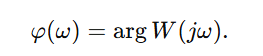 φ(ω) = arg W(jω).